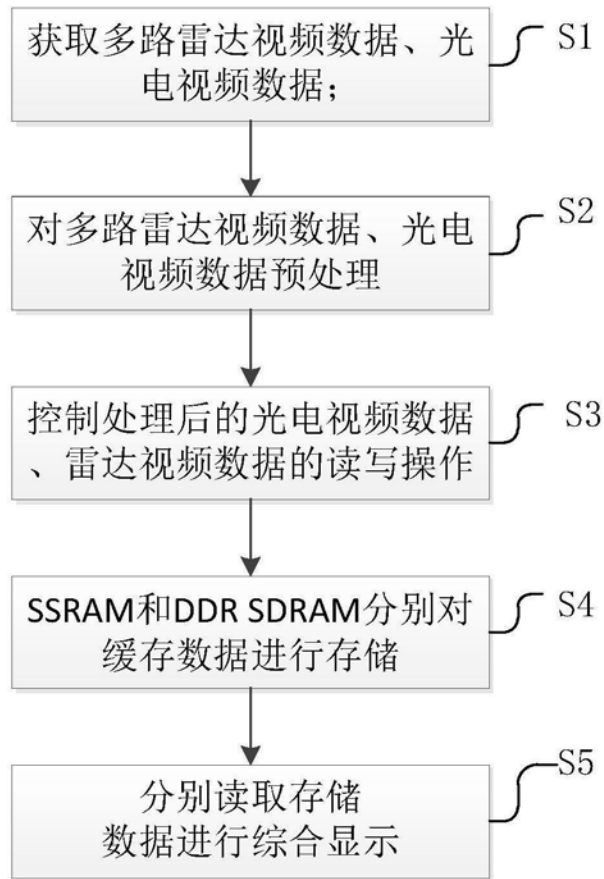 获取多路雷达视频数据、光
电视频数据；
S1
对多路雷达视频数据、光电
视频数据预处理
S2
控制处理后的光电视频数据
、雷达视频数据的读写操作
S3
SSRAM和DDR SDRAM分别对
缓存数据进行存储
S4
分别读取存储
数据进行综合显示
S5